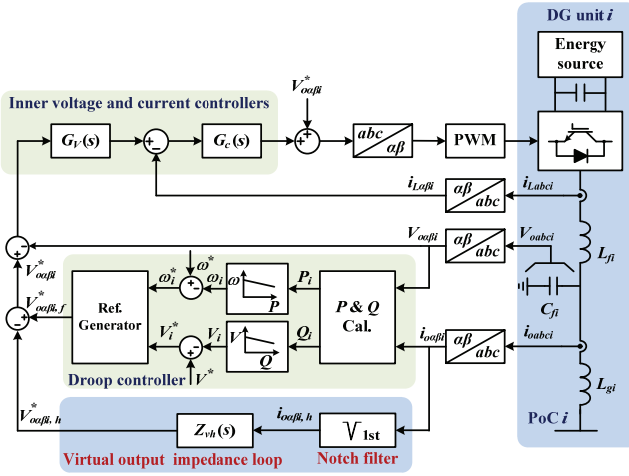 DG unit i
Energy source
V*oαβi
Inner voltage and current controllers
GV(s)
Gc(s)
abc
αβ
PWM
iLαβi
αβ
abc
iLabci
Voαβi
αβ
abc
Voabci
Lfi
Cfi
V*oαβi
V*oαβi, f
Ref. Generator
ω*
ω*i
ωi
ω
P
Pi
P & Q Cal.
V*i
Vi
V
Q
Qi
V*
Droop controller
ioαβi
αβ
abc
ioabci
Lgi
PoC i
V*oαβi, h
Zvh(s)
ioαβi, h
1st
Virtual output impedance loop
Notch filter